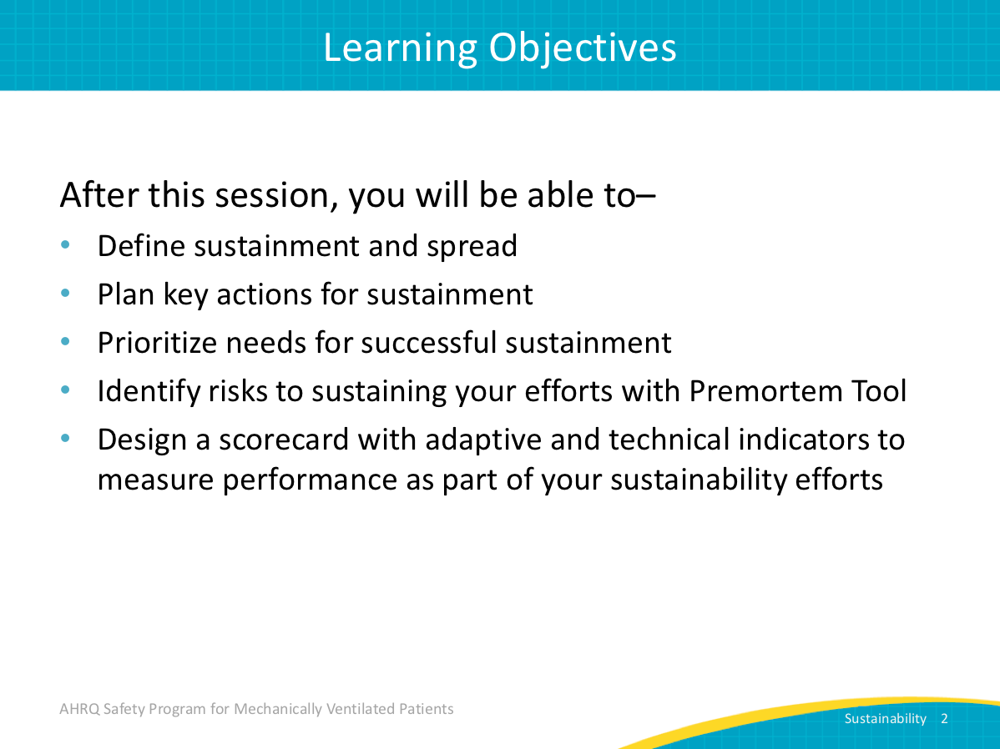 Learning Objectives
After this session, you will be able to–
• Define sustainment and spread
• Plan key actions for sustainment
• Prioritize needs for successful sustainment
• Identify risks to sustaining your efforts with Premortem Tool
• Design a scorecard with adaptive and technical indicators to
measure performance as part of your sustainability efforts
AHRQ Safety Program for Mechanically Ventilated Patients
Sustainability 2